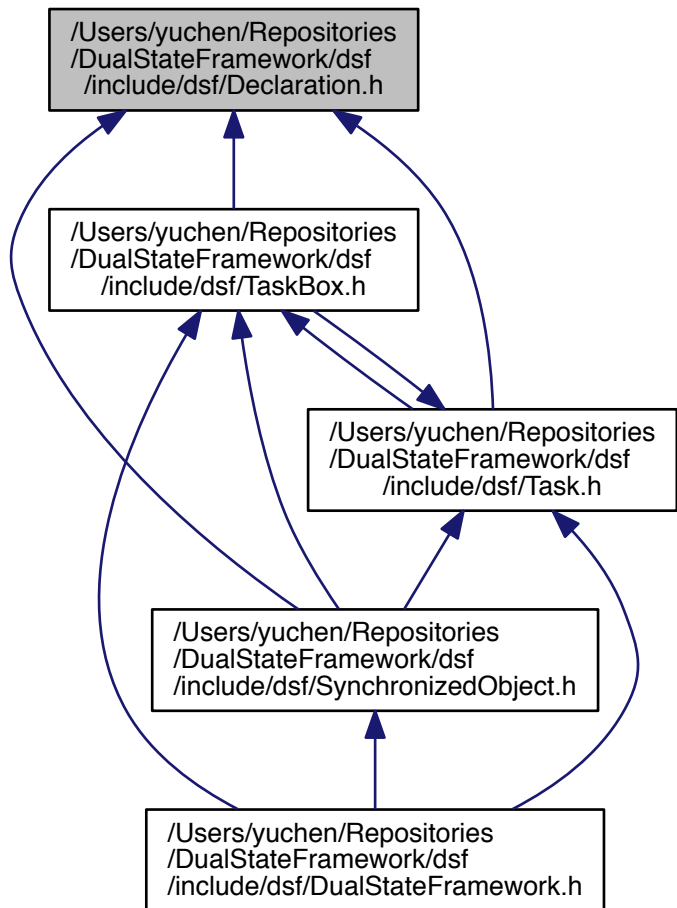 /Users/yuchen/Repositories
/DualStateFramework/dsf
/include/dsf/Declaration.h
/Users/yuchen/Repositories
/DualStateFramework/dsf
/include/dsf/TaskBox.h
/Users/yuchen/Repositories
/DualStateFramework/dsf
/include/dsf/Task.h
/Users/yuchen/Repositories
/DualStateFramework/dsf
/include/dsf/SynchronizedObject.h
/Users/yuchen/Repositories
/DualStateFramework/dsf
/include/dsf/DualStateFramework.h